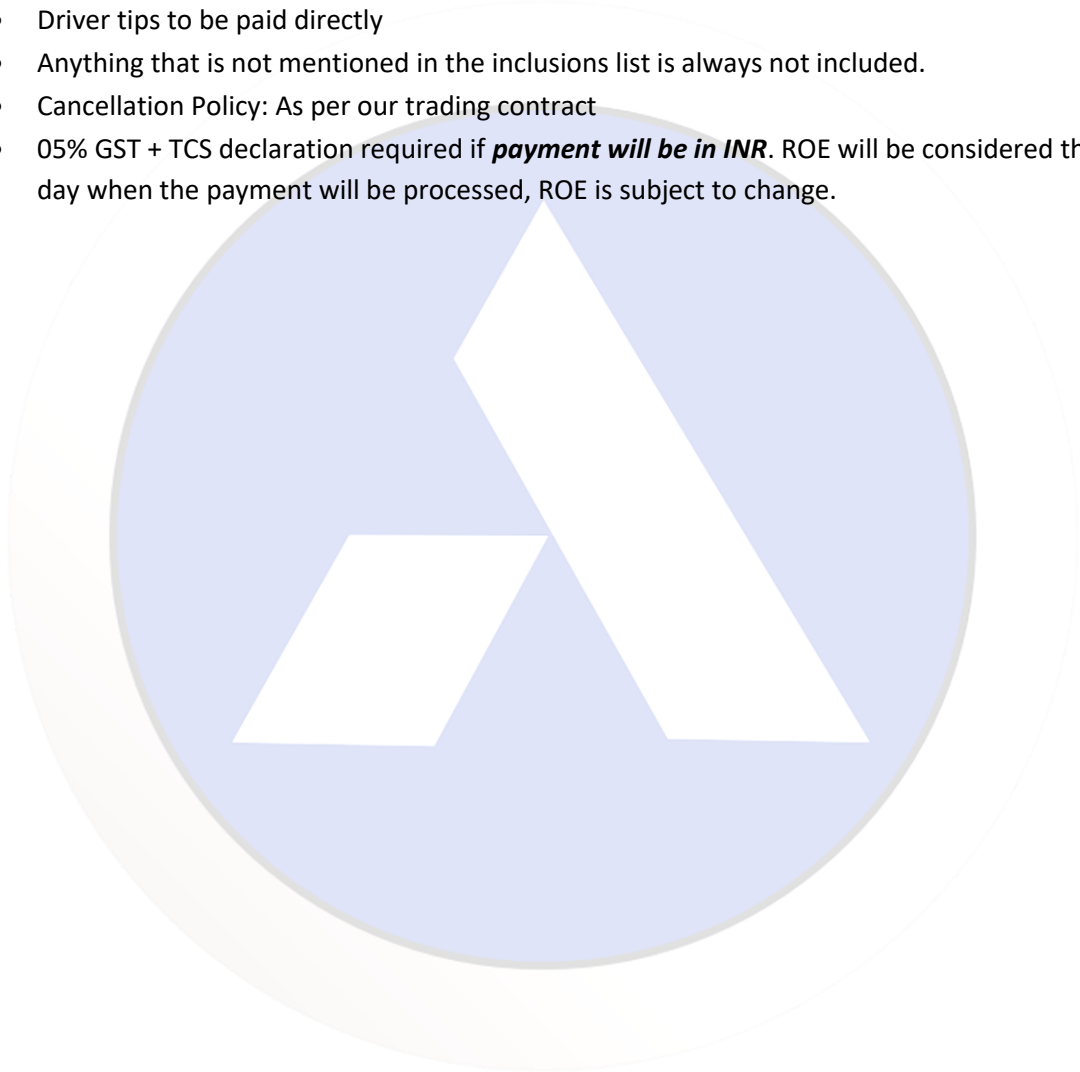 • Driver tips to be paid directly
• Anything that is not mentioned in the inclusions list is always not included.
• Cancellation Policy: As per our trading contract
• 05% GST + TCS declaration required if payment will be in INR. ROE will be considered th
day when the payment will be processed, ROE is subject to change.